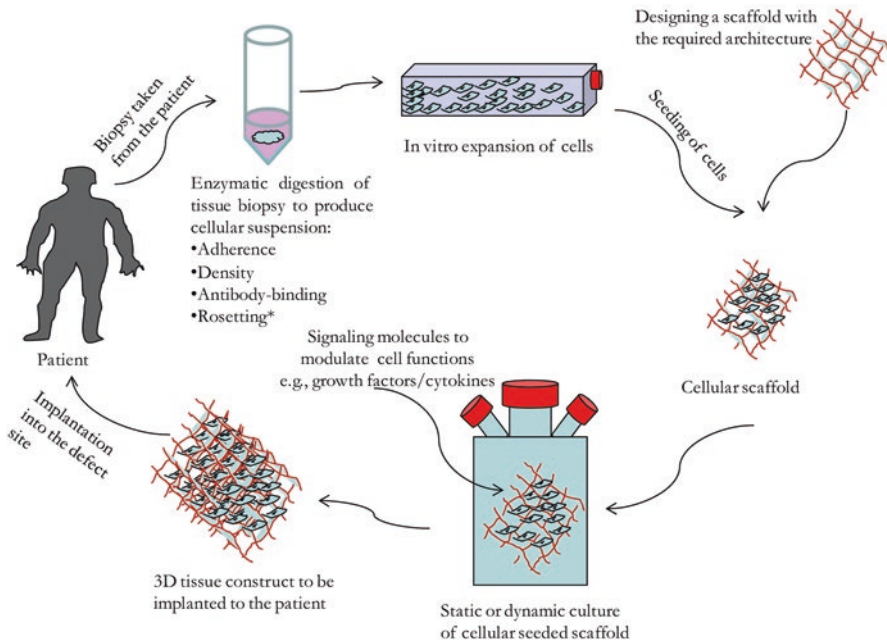 Designing a scaffold with
the required architecture
Biopsy taken
from the patient
In vitro expansion of cells
Seeding of cells
Enzymatic digestion of
tissue biopsy to produce
cellular suspension:
•Adherence
•Density
•Antibody-binding
•Rosetting*
Patient
Signaling molecules to
modulate cell functions
e.g., growth factors/cytokines
Cellular scaffold
Implantation
into the defect
site
3D tissue construct to be
implanted to the patient
Static or dynamic culture
of cellular seeded scaffold